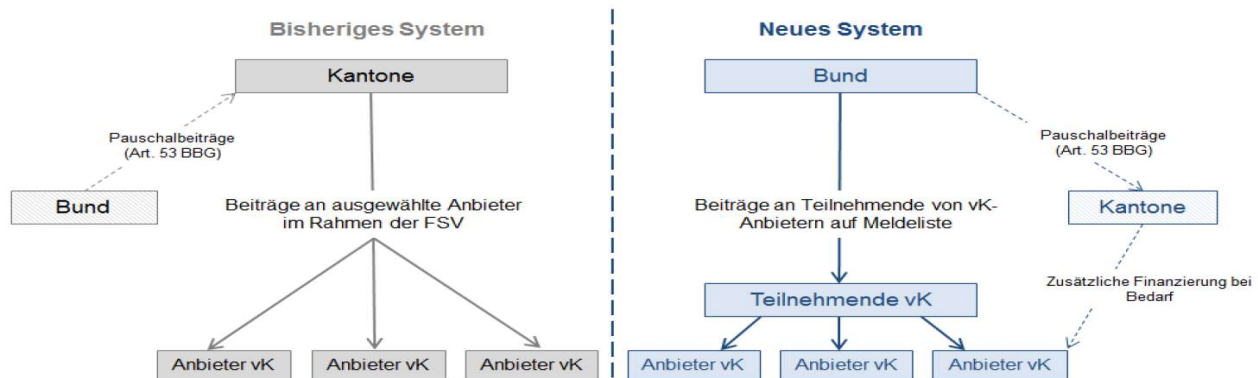 Bisheriges System
Kantone
Pauschalbeiträge
(Art. 53 BBG)
Bund
Beiträge an ausgewählte Anbieter
im Rahmen der FSV
Anbieter vK
Anbieter vK
Anbieter vK
Neues System
Bund
Pauschalbeiträge
(Art. 53 BBG)
Beiträge an Teilnehmende von vK-
Anbietern auf Meldeliste
Kantone
Zusätzliche Finanzierung bei
Bedarf
Teilnehmende vK
Anbieter vK
Anbieter vK
Anbieter vK